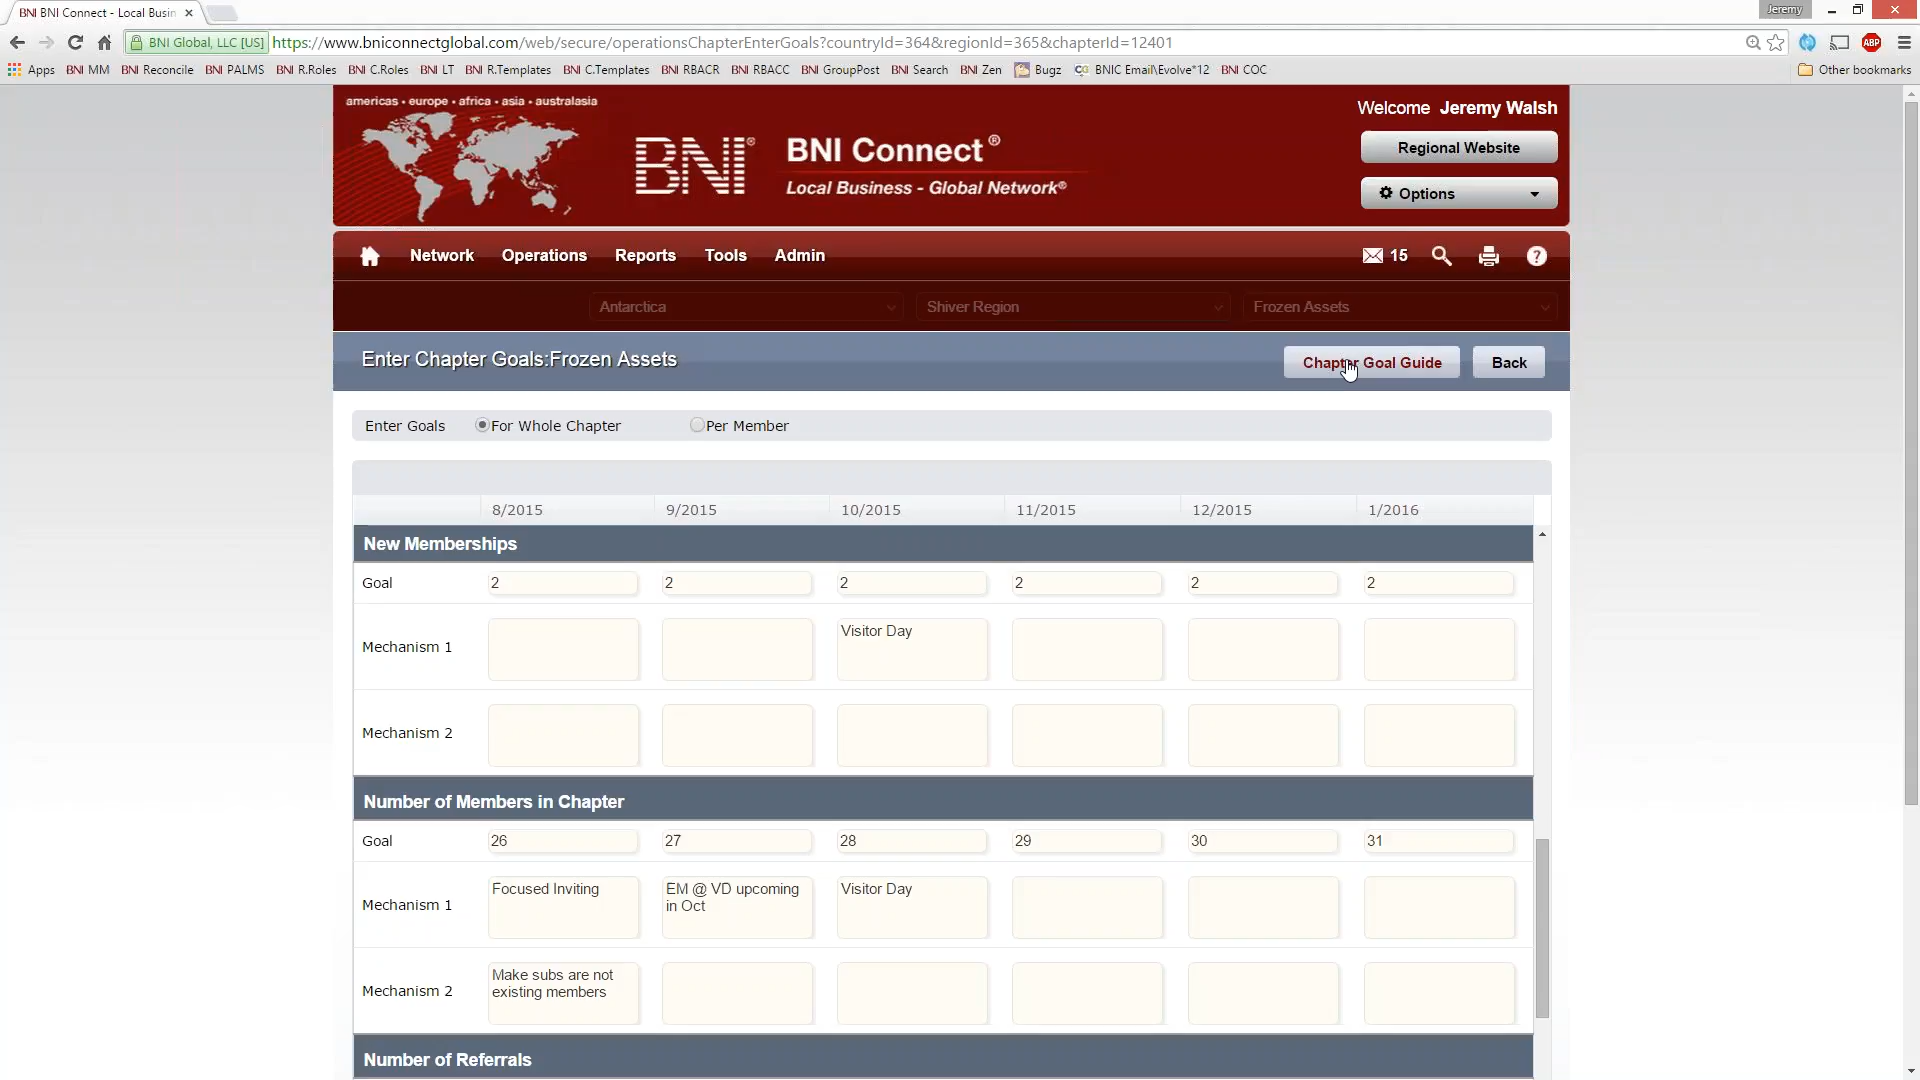 BNI BNI Connect - Local Busin
Jeremy
BNI Global, LLC [US] https://www.bniconnectglobal.com/web/secure/operationsChapterEnterGoals?countryId=364&regionId=365&chapterId=12401
ABP
Apps BNI MM BNI Reconcile BNI PALMS BNI R.Roles BNI C.Roles BNI LT BNI R.Templates BNI C.Templates BNI RBACR BNI RBACC BNI GroupPost BNI Search BNI Zen Bugz BNIC Email\Evolve*12 BNI COC Other bookmarks
americas • europe • africa • asia • australasia
BNI®
BNI Connect®
Local Business - Global Network®
Welcome Jeremy Walsh
Regional Website
Options
Network Operations Reports Tools Admin 15
Antarctica Shiver Region Frozen Assets
Enter Chapter Goals:Frozen Assets
Chapter Goal Guide Back
Enter Goals For Whole Chapter Per Member
8/2015 9/2015 10/2015 11/2015 12/2015 1/2016
New Memberships
Goal 2 2 2 2 2 2
Mechanism 1 Visitor Day
Mechanism 2
Number of Members in Chapter
Goal 26 27 28 29 30 31
Mechanism 1 Focused Inviting EM @ VD upcoming Visitor Day
in Oct
Mechanism 2 Make subs are not
existing members
Number of Referrals